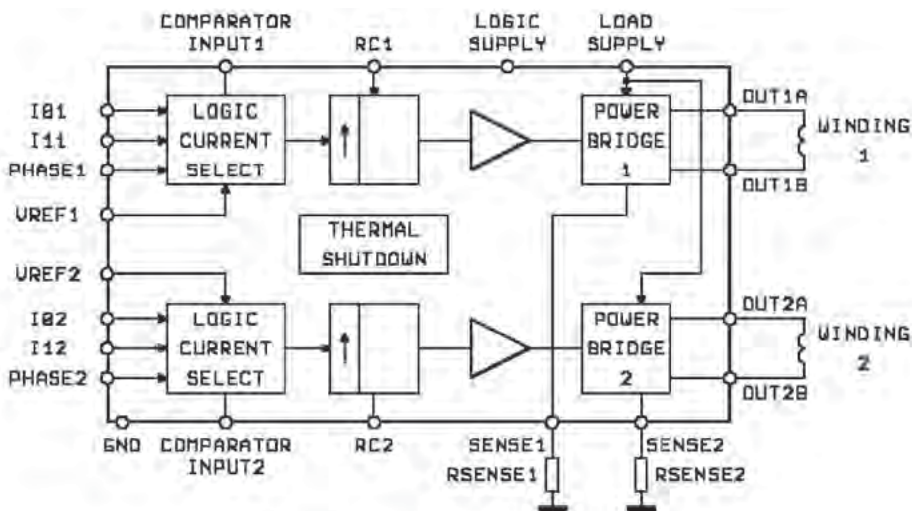 COMPARATOR INPUT1
RC1
LOGIC SUPPLY
LOAD SUPPLY
I01
I11
PHASE1
VREF1
LOGIC
CURRENT
SELECT
POWER
BRIDGE
1
OUT1A
OUT1B
WINDING
1
THERMAL
SHUTDOWN
VREF2
I02
I12
PHASE2
LOGIC
CURRENT
SELECT
POWER
BRIDGE
2
OUT2A
OUT2B
WINDING
2
GND
COMPARATOR INPUT2
RC2
SENSE1
SENSE2
RSENSE1
RSENSE2